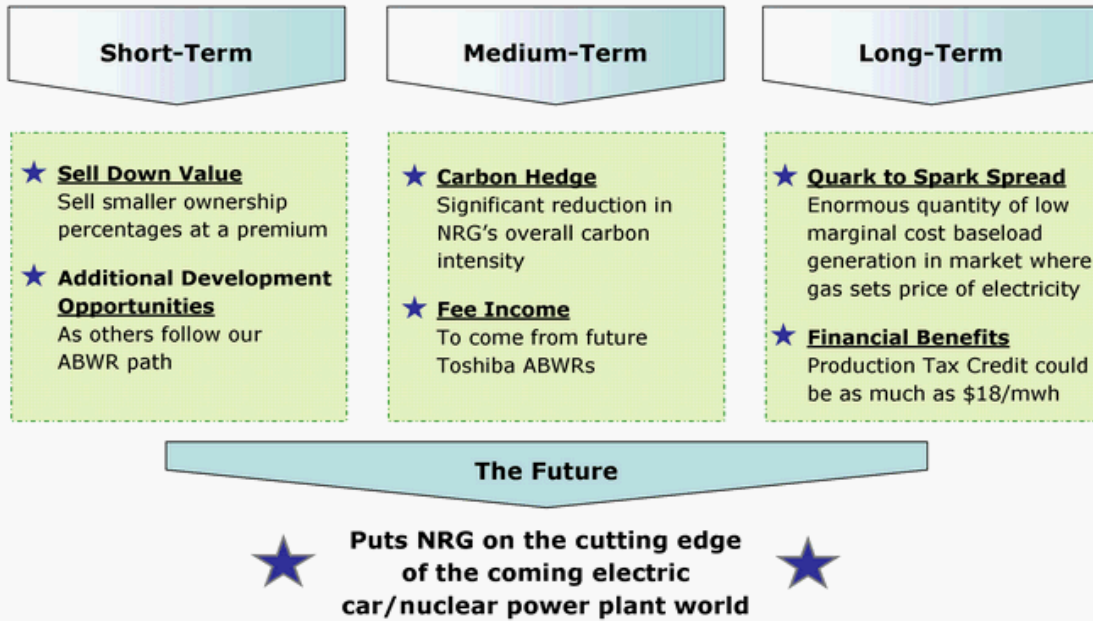 Short-Term
Medium-Term
Long-Term
Sell Down Value
Sell smaller ownership
percentages at a premium
Additional Development
Opportunities
As others follow our
ABWR path
Carbon Hedge
Significant reduction in
NRG's overall carbon
intensity
Fee Income
To come from future
Toshiba ABWRs
Quark to Spark Spread
Enormous quantity of low
marginal cost baseload
generation in market where
gas sets price of electricity
Financial Benefits
Production Tax Credit could
be as much as $18/mwh
The Future
Puts NRG on the cutting edge
of the coming electric
car/nuclear power plant world